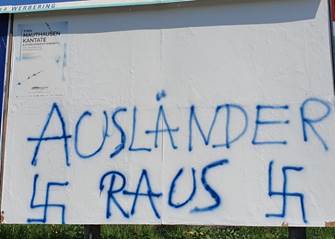 WERBERING
MAUTHAUSEN
KANTATE
AUSLÄNDER
RAUS